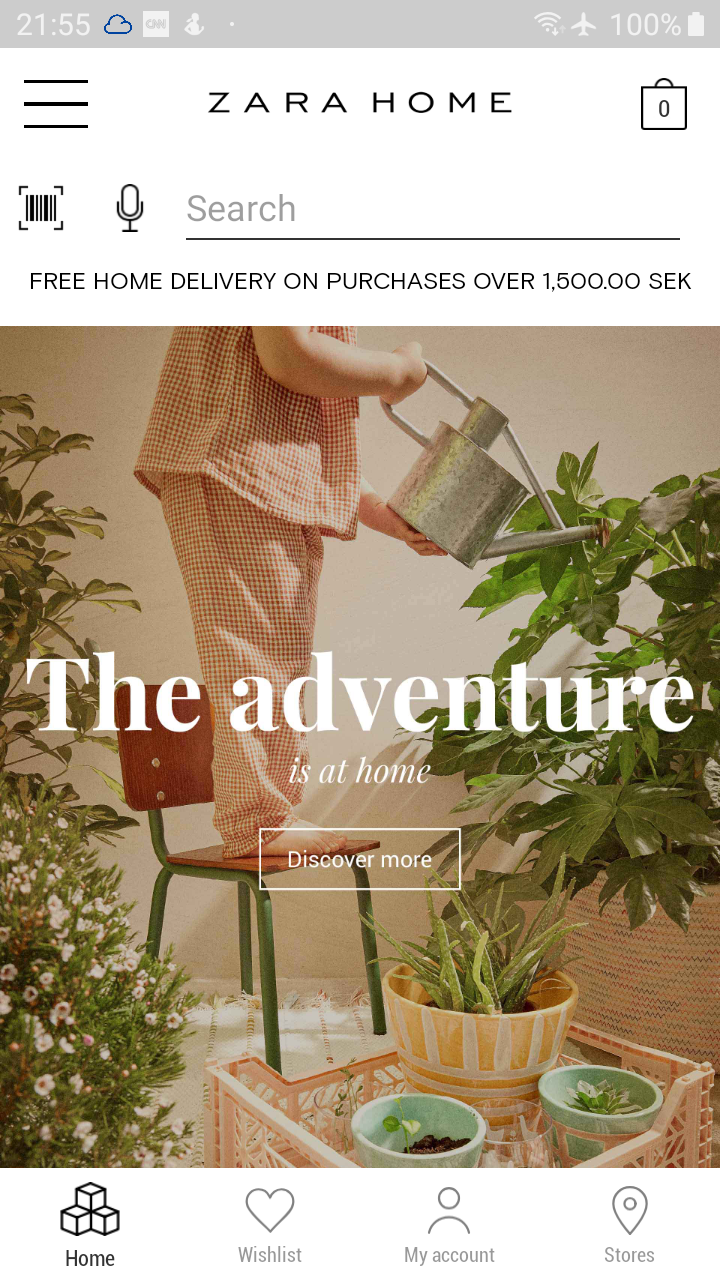 21:55 CNN 100%
ZARA HOME
0
Search
FREE HOME DELIVERY ON PURCHASES OVER 1,500.00 SEK
The adventure
is at home
Discover more
Home Wishlist My account Stores